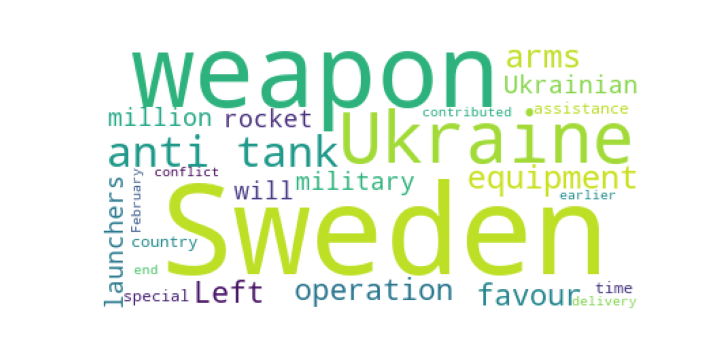 weapon
arms
Ukrainian
contributed
assistance
million
rocket
Ukraine
anti tank
conflict
February
will
military
equipment
earlier
launchers
Sweden
country
end
special
Left
operation
favour
time
delivery